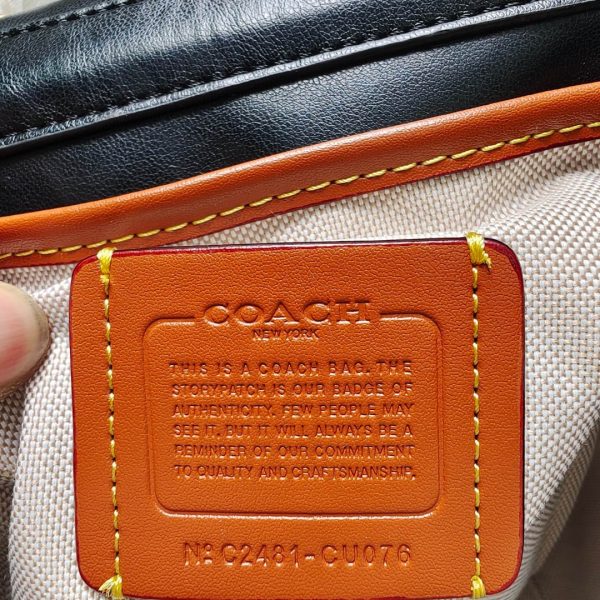 COACH
NEW YORK
THIS IS A COACH BAG. THE
STORYPATCH IS OUR BADGE OF
AUTHENTICITY. FEW PEOPLE MAY
SEE IT, BUT IT WILL ALWAYS BE A
REMINDER OF OUR COMMITMENT
TO QUALITY AND CRAFTSMANSHIP.
Nº C2481-CU076